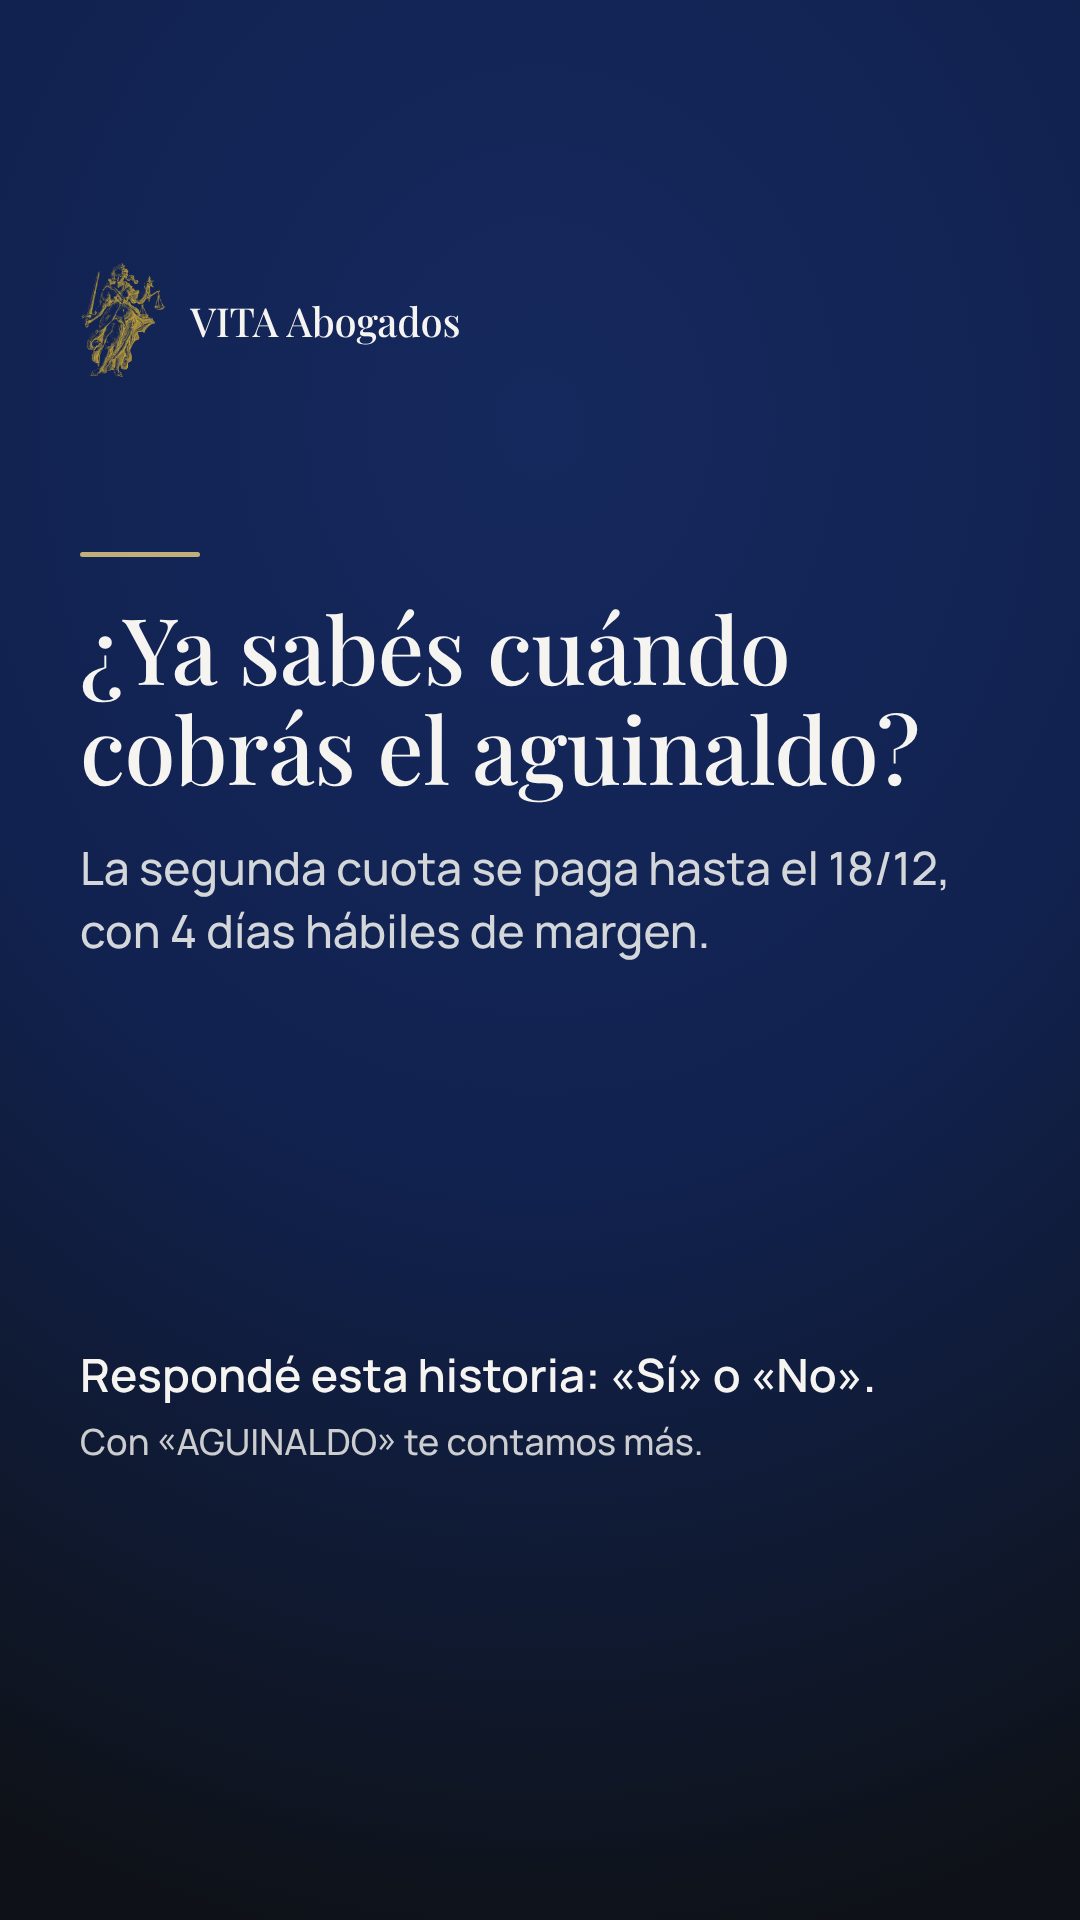 VITA Abogados
¿Ya sabés cuándo
cobrás el aguinaldo?
La segunda cuota se paga hasta el 18/12,
con 4 días hábiles de margen.
Respondé esta historia: «Sí» o «No».
Con «AGUINALDO» te contamos más.